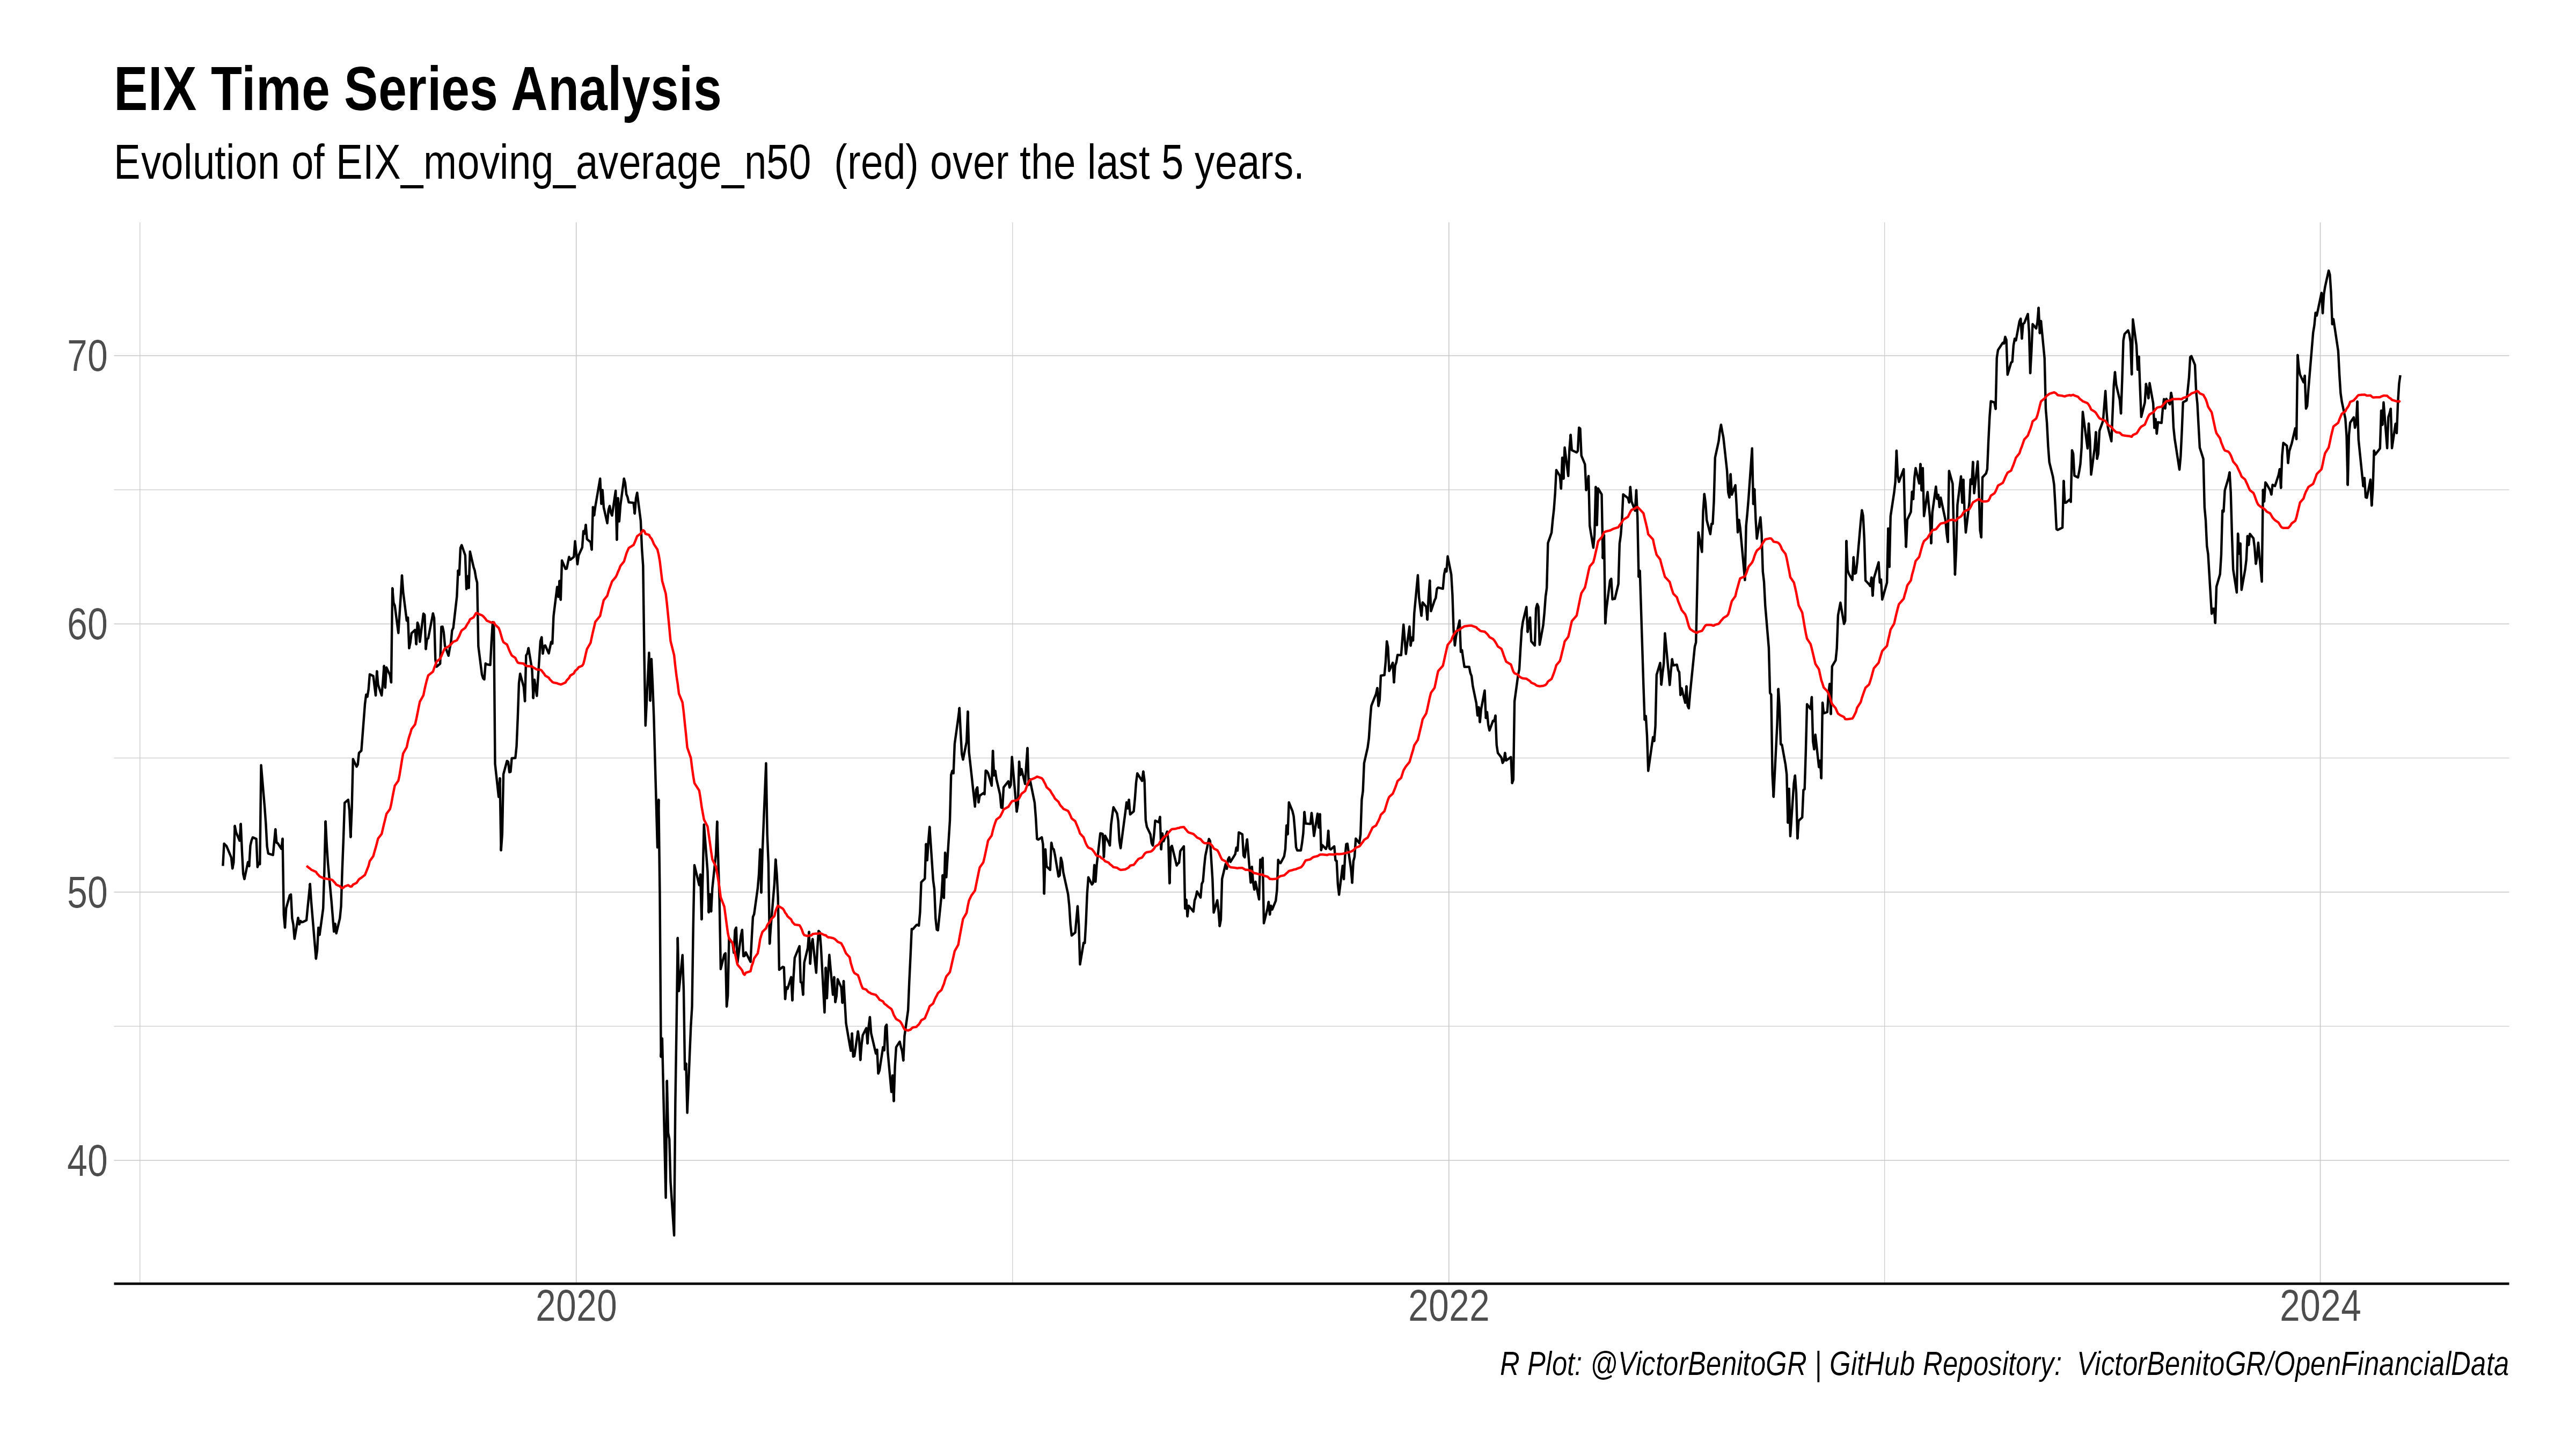 EIX Time Series Analysis
Evolution of EIX_moving_average_n50  (red) over the last 5 years.
70
60
50
40
2020 2022 2024
R Plot: @VictorBenitoGR | GitHub Repository:  VictorBenitoGR/OpenFinancialData